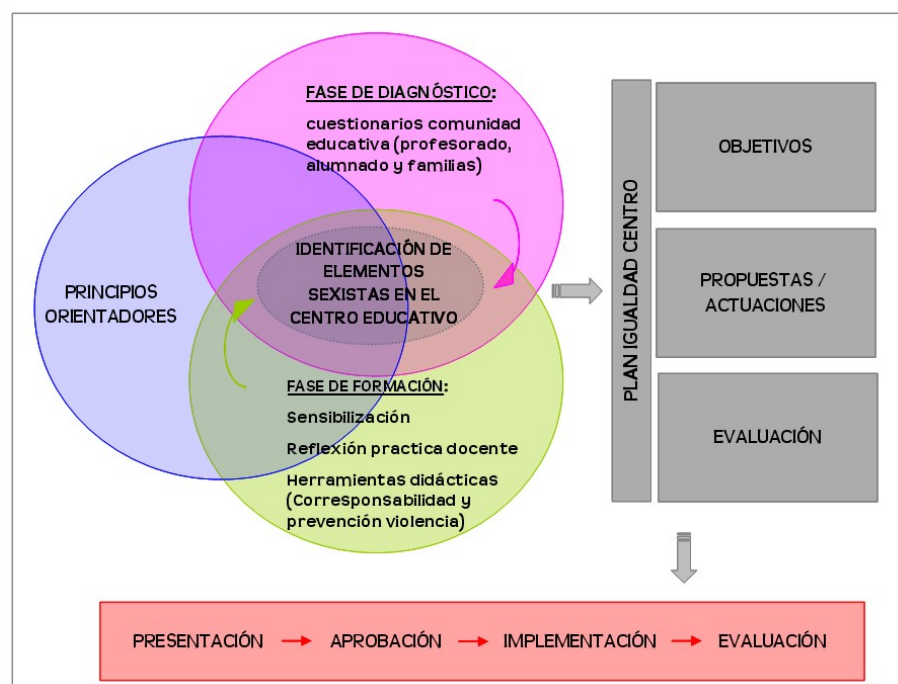 FASE DE DIAGNÓSTICO:
cuestionarios comunidad
educativa (profesorado,
alumnado y familias)
IDENTIFICACIÓN DE
ELEMENTOS
SEXISTAS EN EL
CENTRO EDUCATIVO
PRINCIPIOS
ORIENTADORES
FASE DE FORMACIÓN:
Sensibilización
Reflexión practica docente
Herramientas didácticas
(Corresponsabilidad y
prevención violencia)
PLAN IGUALDAD CENTRO
OBJETIVOS
PROPUESTAS /
ACTUACIONES
EVALUACIÓN
PRESENTACIÓN APROBACIÓN IMPLEMENTACIÓN EVALUACIÓN